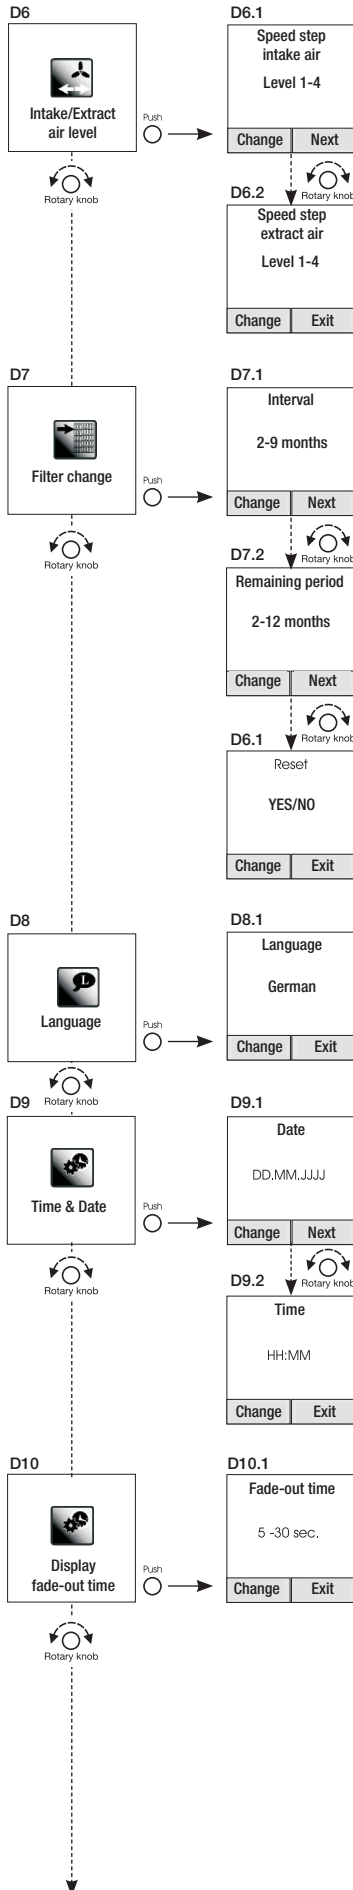 D6
Intake/Extract
air level
Push
Rotary knob
D6.1
Speed step
intake air
Level 1-4
Change Next
Rotary knob
D6.2
Speed step
extract air
Level 1-4
Change Exit
D7
Filter change
Push
Rotary knob
D7.1
Interval
2-9 months
Change Next
Rotary knob
D7.2
Remaining period
2-12 months
Change Next
Rotary knob
D6.1
Reset
YES/NO
Change Exit
D8
L
Language
Push
Rotary knob
D8.1
Language
German
Change Exit
D9
Time & Date
Push
Rotary knob
D9.1
Date
DD.MM.JJJJ
Change Next
Rotary knob
D9.2
Time
HH:MM
Change Exit
D10
Display
fade-out time
Push
Rotary knob
D10.1
Fade-out time
5 -30 sec.
Change Exit